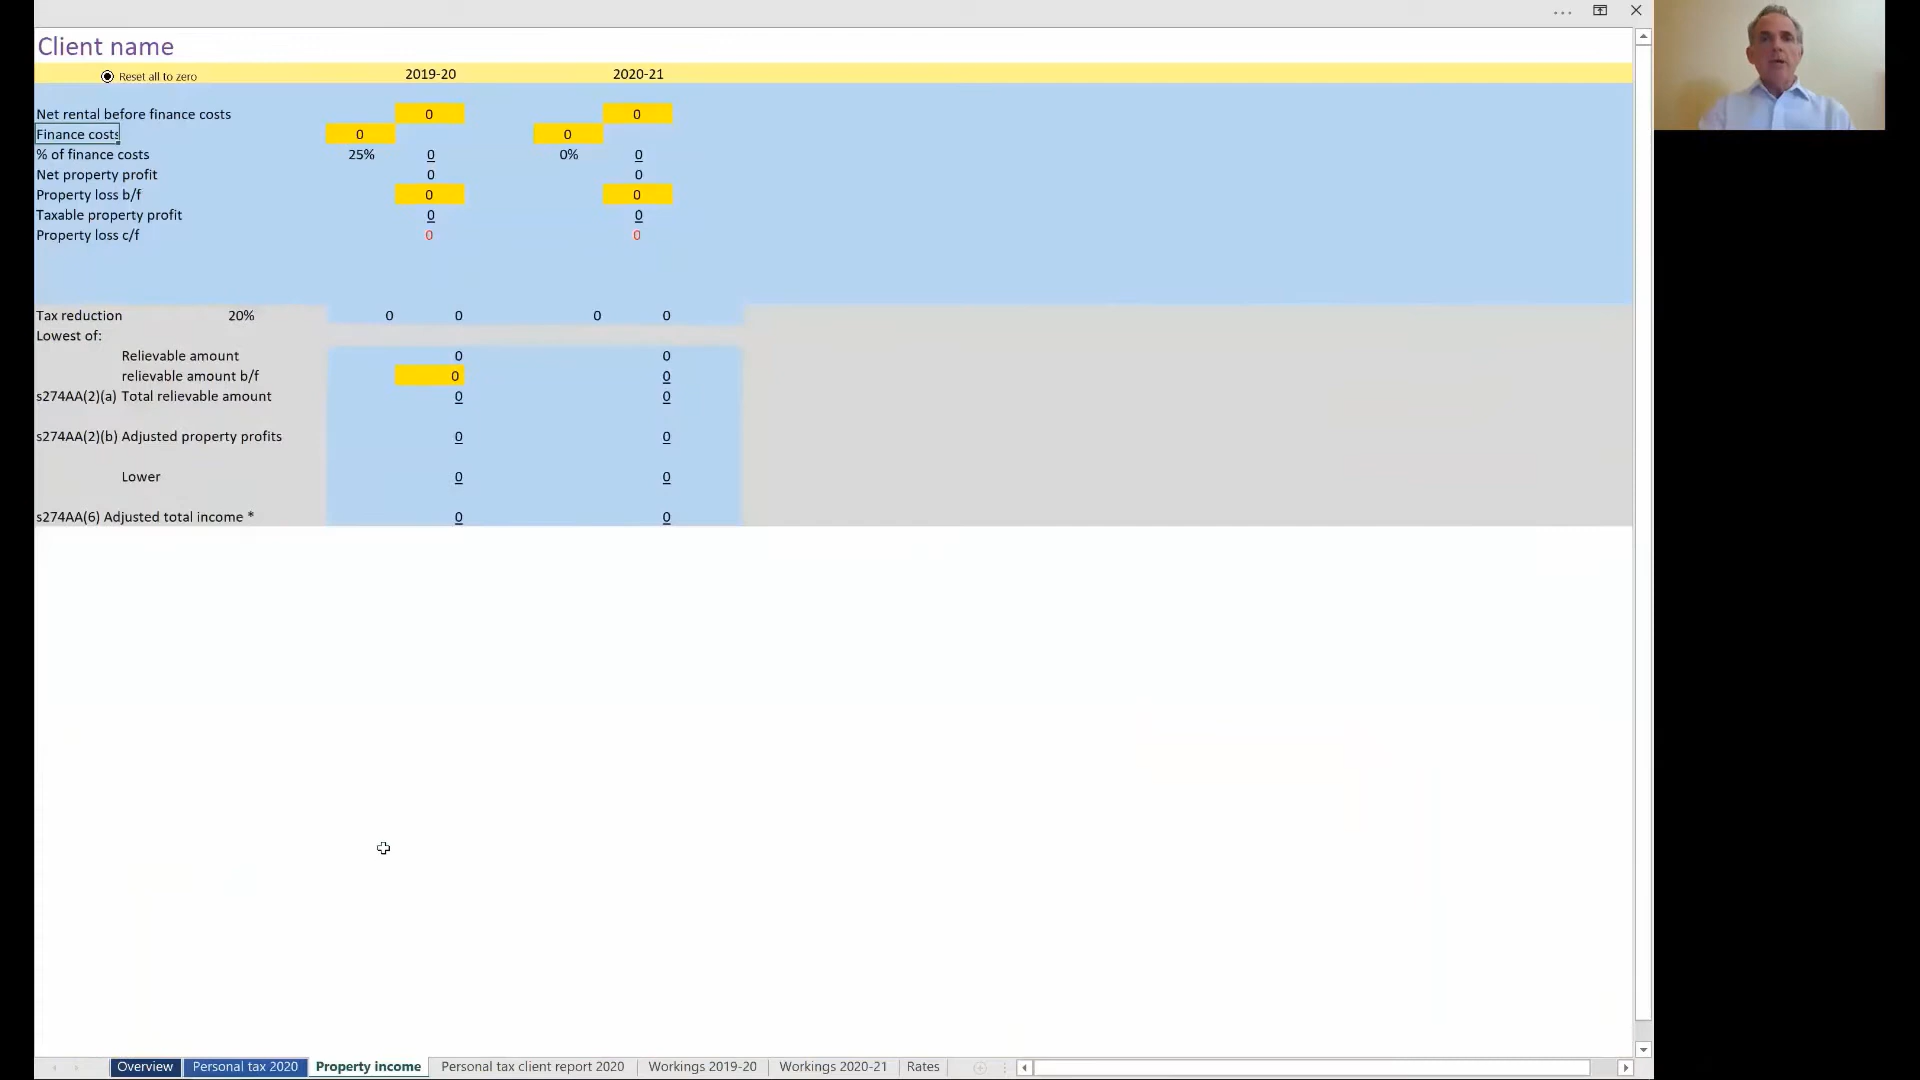 Client name
Reset all to zero 2019-20 2020-21
Net rental before finance costs 0 0
Finance costs 0 0
% of finance costs 25% 0 0% 0
Net property profit 0 0
Property loss b/f 0 0
Taxable property profit 0 0
Property loss c/f 0 0
Tax reduction 20% 0 0 0 0
Lowest of:
Relievable amount 0 0
relievable amount b/f 0 0
s274AA(2)(a) Total relievable amount 0 0
s274AA(2)(b) Adjusted property profits 0 0
Lower 0 0
s274AA(6) Adjusted total income * 0 0
Overview Personal tax 2020 Property income Personal tax client report 2020 Workings 2019-20 Workings 2020-21 Rates